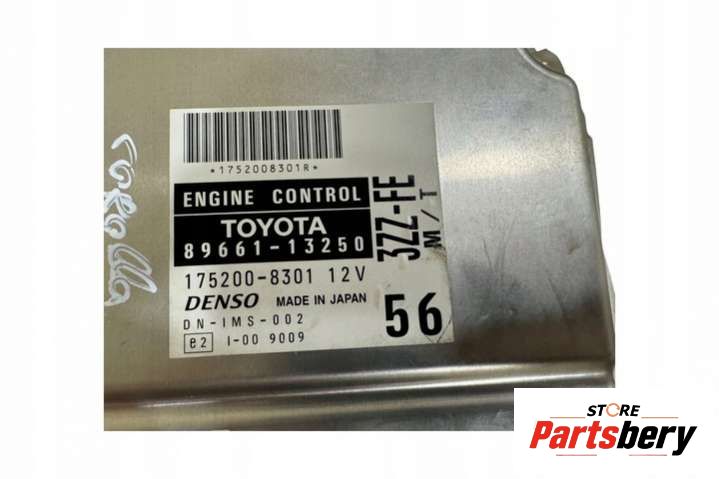 *1752008301R*
ENGINE CONTROL
TOYOTA
89661-13250
3ZZ-FE
M/T
175200-8301 12V
DENSO MADE IN JAPAN
DN-IMS-002
e2 I-00 9009
56
Corolla
STORE
Partsbery